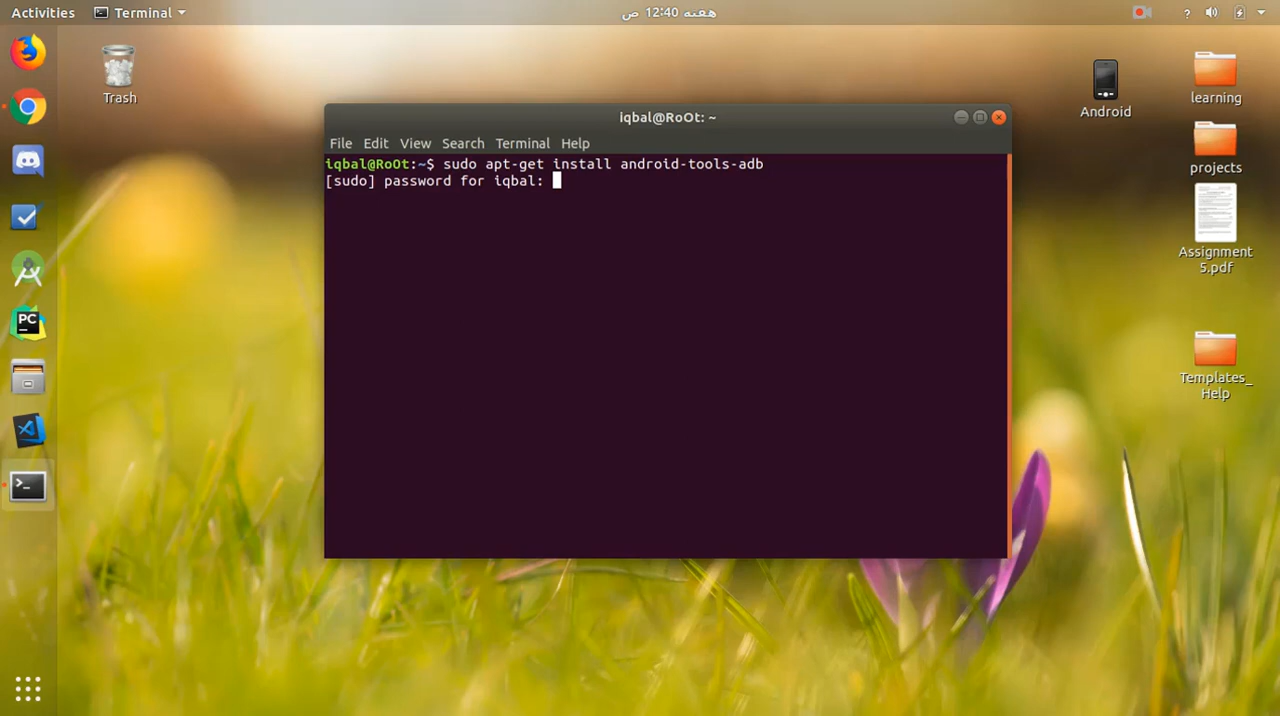 Activities
Terminal
هفته 12:40 ص
?
Trash
Android
learning
projects
Assignment
5.pdf
Templates_
Help
PC
iqbal@RoOt: ~
File Edit View Search Terminal Help
iqbal@RoOt:~$ sudo apt-get install android-tools-adb
[sudo] password for iqbal: